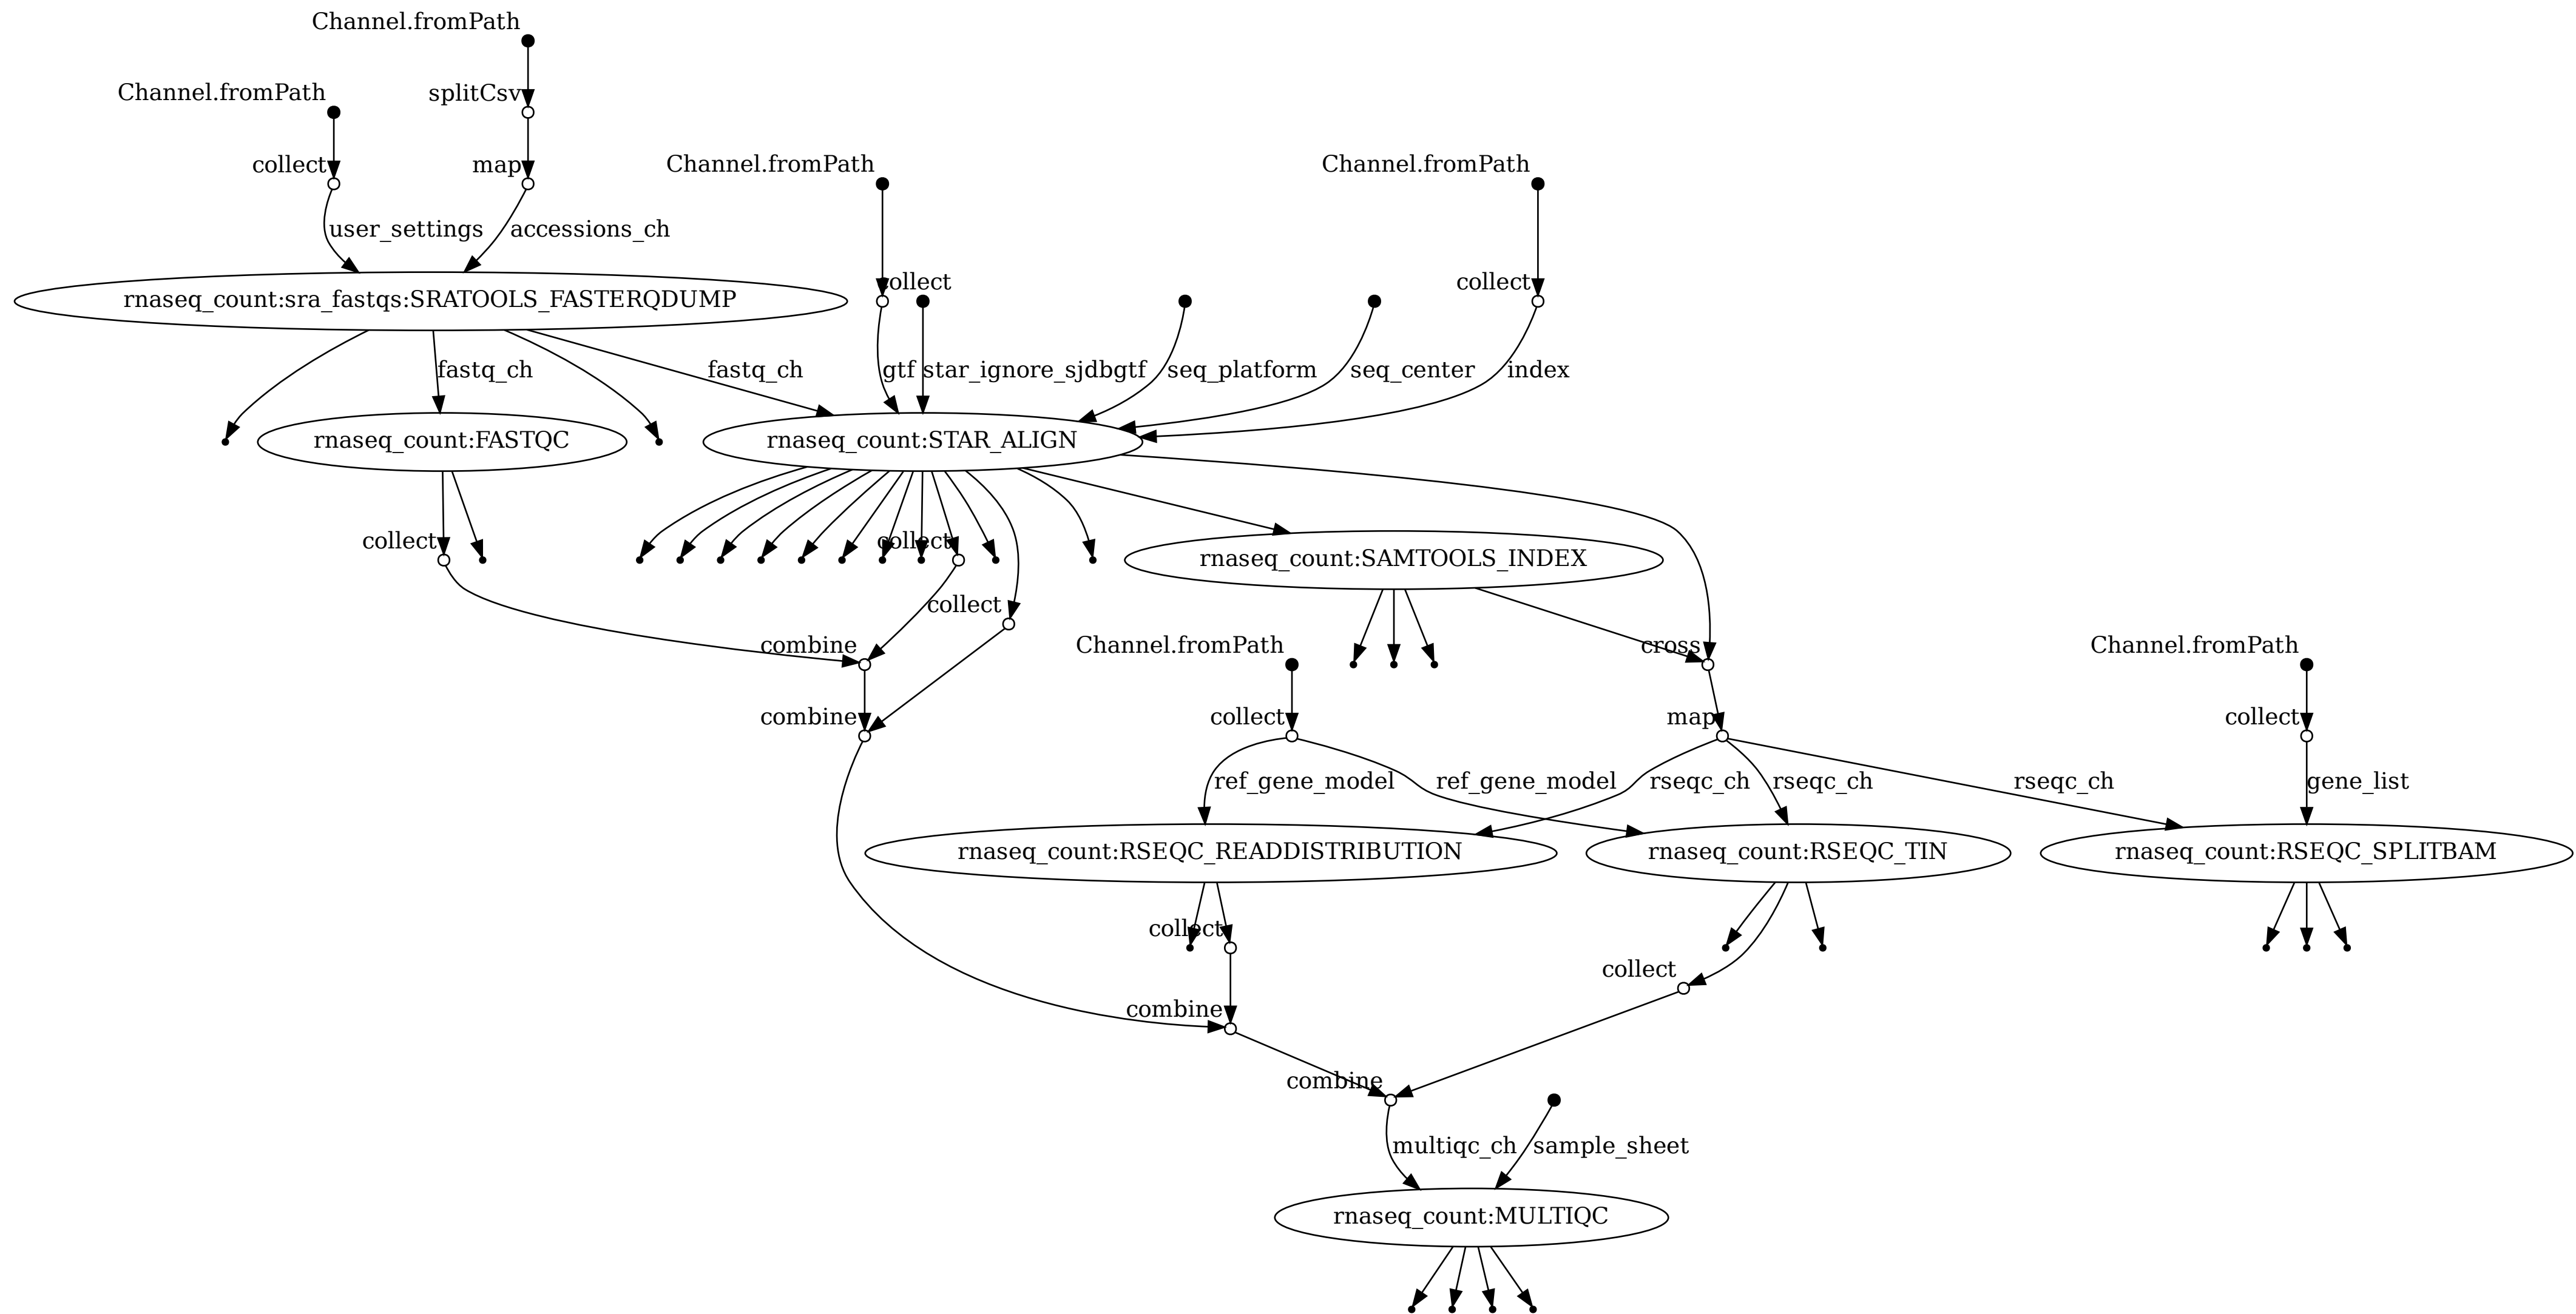 Channel.fromPath
Channel.fromPath
splitCsv
collect
map
Channel.fromPath
Channel.fromPath
user_settings
accessions_ch
collect
collect
rnaseq_count:sra_fastqs:SRATOOLS_FASTERQDUMP
fastq_ch
fastq_ch
gtf
star_ignore_sjdbgtf
seq_platform
seq_center
index
rnaseq_count:FASTQC
rnaseq_count:STAR_ALIGN
collect
collect
rnaseq_count:SAMTOOLS_INDEX
collect
combine
Channel.fromPath
cross
Channel.fromPath
combine
collect
map
collect
ref_gene_model
ref_gene_model
rseqc_ch
rseqc_ch
rseqc_ch
gene_list
rnaseq_count:RSEQC_READDISTRIBUTION
rnaseq_count:RSEQC_TIN
rnaseq_count:RSEQC_SPLITBAM
collect
collect
combine
combine
multiqc_ch
sample_sheet
rnaseq_count:MULTIQC